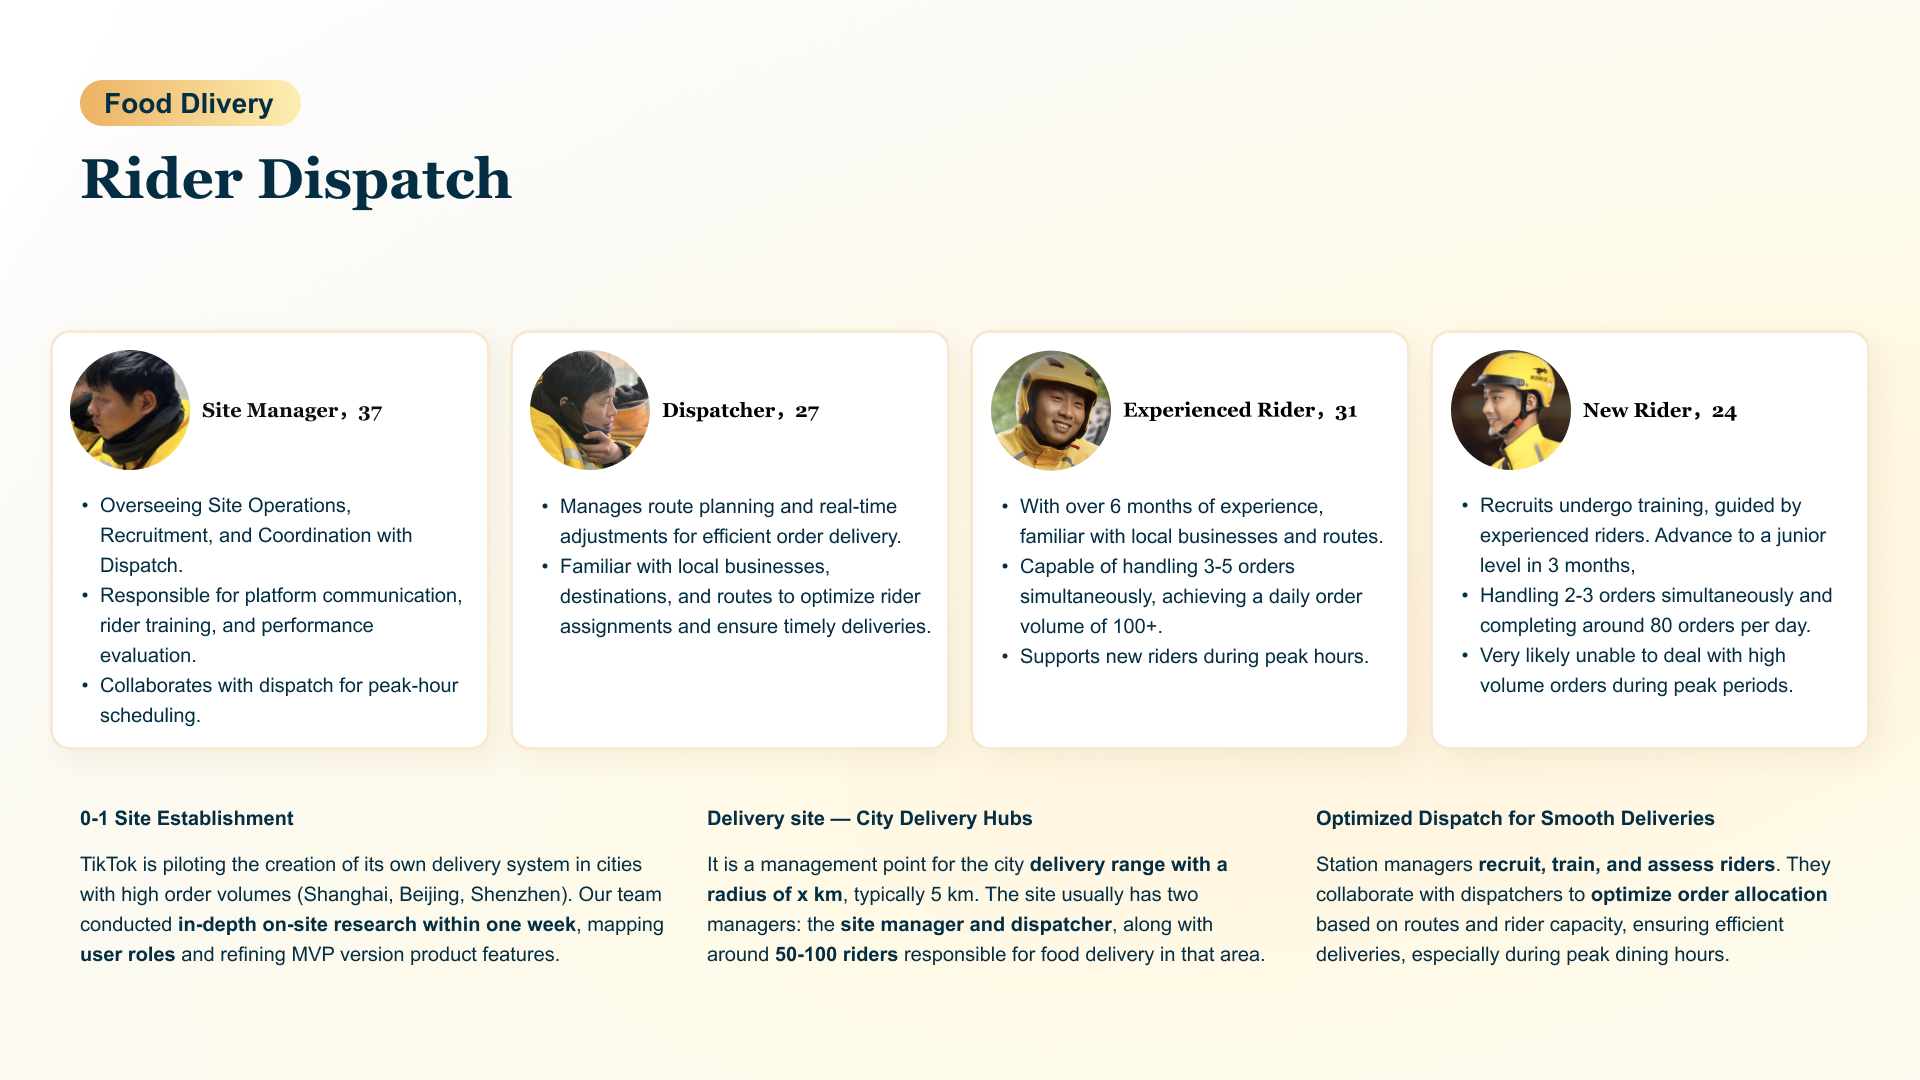 Food Dlivery
Rider Dispatch
Site Manager，37
Overseeing Site Operations,
Recruitment, and Coordination with
Dispatch.
Responsible for platform communication,
rider training, and performance
evaluation.
Collaborates with dispatch for peak-hour
scheduling.
Dispatcher，27
Manages route planning and real-time
adjustments for efficient order delivery.
Familiar with local businesses,
destinations, and routes to optimize rider
assignments and ensure timely deliveries.
Experienced Rider，31
With over 6 months of experience,
familiar with local businesses and routes.
Capable of handling 3-5 orders
simultaneously, achieving a daily order
volume of 100+.
Supports new riders during peak hours.
New Rider，24
Recruits undergo training, guided by
experienced riders. Advance to a junior
level in 3 months,
Handling 2-3 orders simultaneously and
completing around 80 orders per day.
Very likely unable to deal with high
volume orders during peak periods.
0-1 Site Establishment
TikTok is piloting the creation of its own delivery system in cities
with high order volumes (Shanghai, Beijing, Shenzhen). Our team
conducted in-depth on-site research within one week, mapping
user roles and refining MVP version product features.
Delivery site — City Delivery Hubs
It is a management point for the city delivery range with a
radius of x km, typically 5 km. The site usually has two
managers: the site manager and dispatcher, along with
around 50-100 riders responsible for food delivery in that area.
Optimized Dispatch for Smooth Deliveries
Station managers recruit, train, and assess riders. They
collaborate with dispatchers to optimize order allocation
based on routes and rider capacity, ensuring efficient
deliveries, especially during peak dining hours.